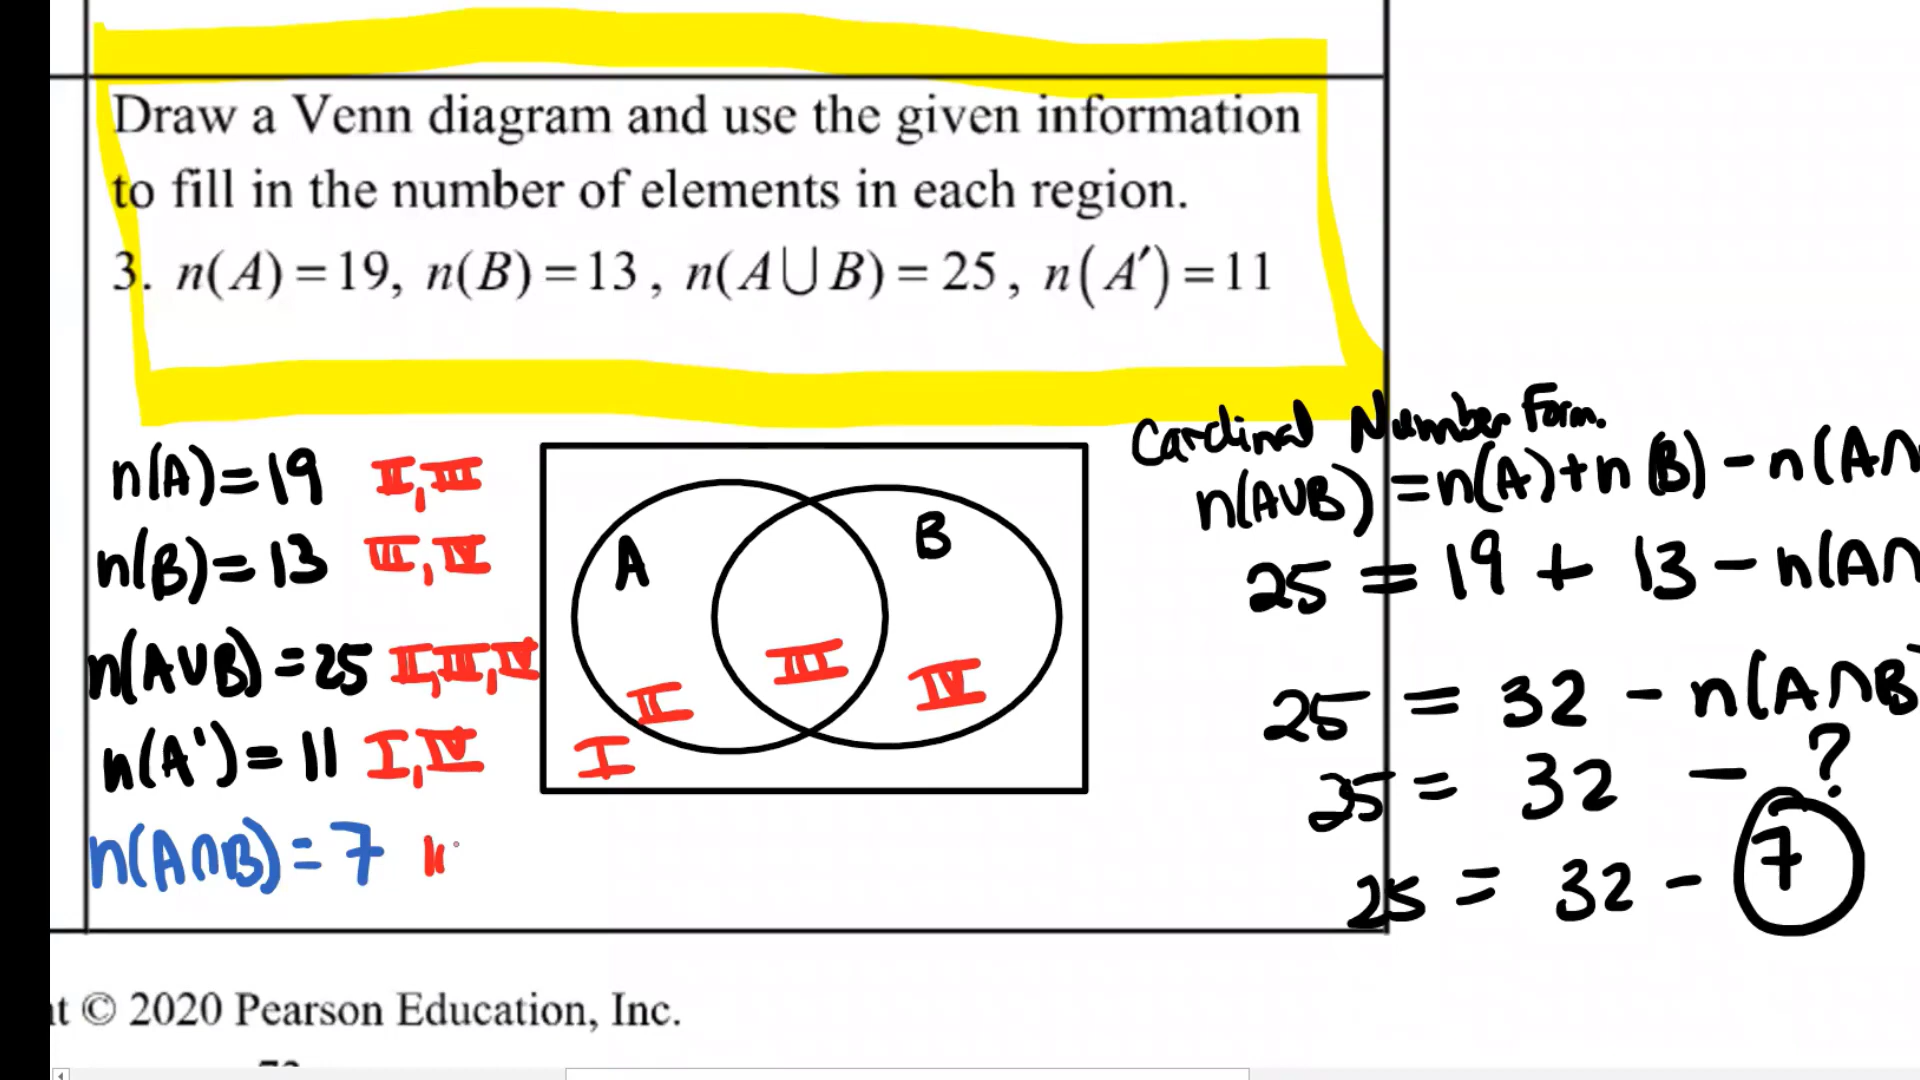 Draw a Venn diagram and use the given information
to fill in the number of elements in each region.
3. n(A) = 19, n(B) = 13, n(A⋃B) = 25, n(A′) = 11
n(A) = 19 II, III
n(B) = 13 III, IV
n(A∪B) = 25 II, III, IV
n(A') = 11 I, IV
n(A∩B) = 7
A
B
III
II
IV
I
Cardinal Number Form.
n(A∪B) = n(A) + n(B) - n(A∩
25 = 19 + 13 - n(A∩
25 = 32 - n(A∩B
25 = 32 - ?
25 = 32 - 7
t © 2020 Pearson Education, Inc.